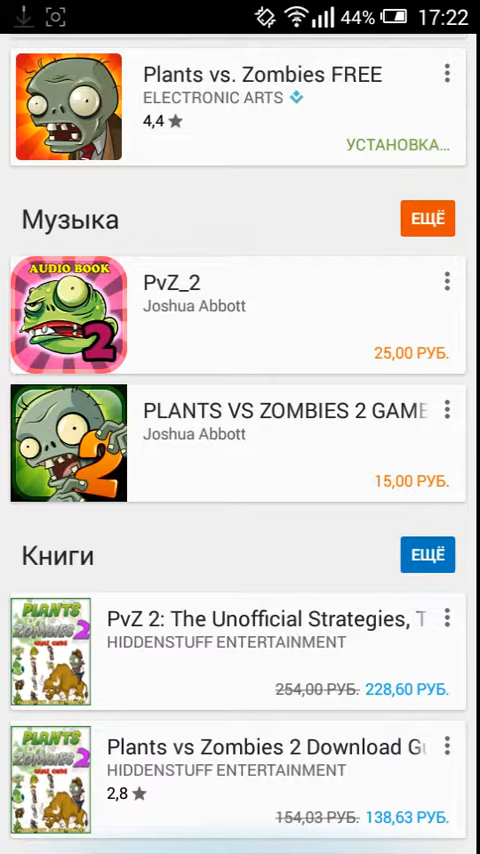 44% 17:22
Plants vs. Zombies FREE
ELECTRONIC ARTS
4,4
УСТАНОВКА...
Музыка
ЕЩЁ
AUDIO BOOK
2
PvZ_2
Joshua Abbott
25,00 РУБ.
2
PLANTS VS ZOMBIES 2 GAME
Joshua Abbott
15,00 РУБ.
Книги
ЕЩЁ
PLANTS
ZOMBIES 2
PvZ 2: The Unofficial Strategies, T
HIDDENSTUFF ENTERTAINMENT
254,00 РУБ. 228,60 РУБ.
PLANTS
ZOMBIES 2
Plants vs Zombies 2 Download Gu
HIDDENSTUFF ENTERTAINMENT
2,8
154,03 РУБ. 138,63 РУБ.